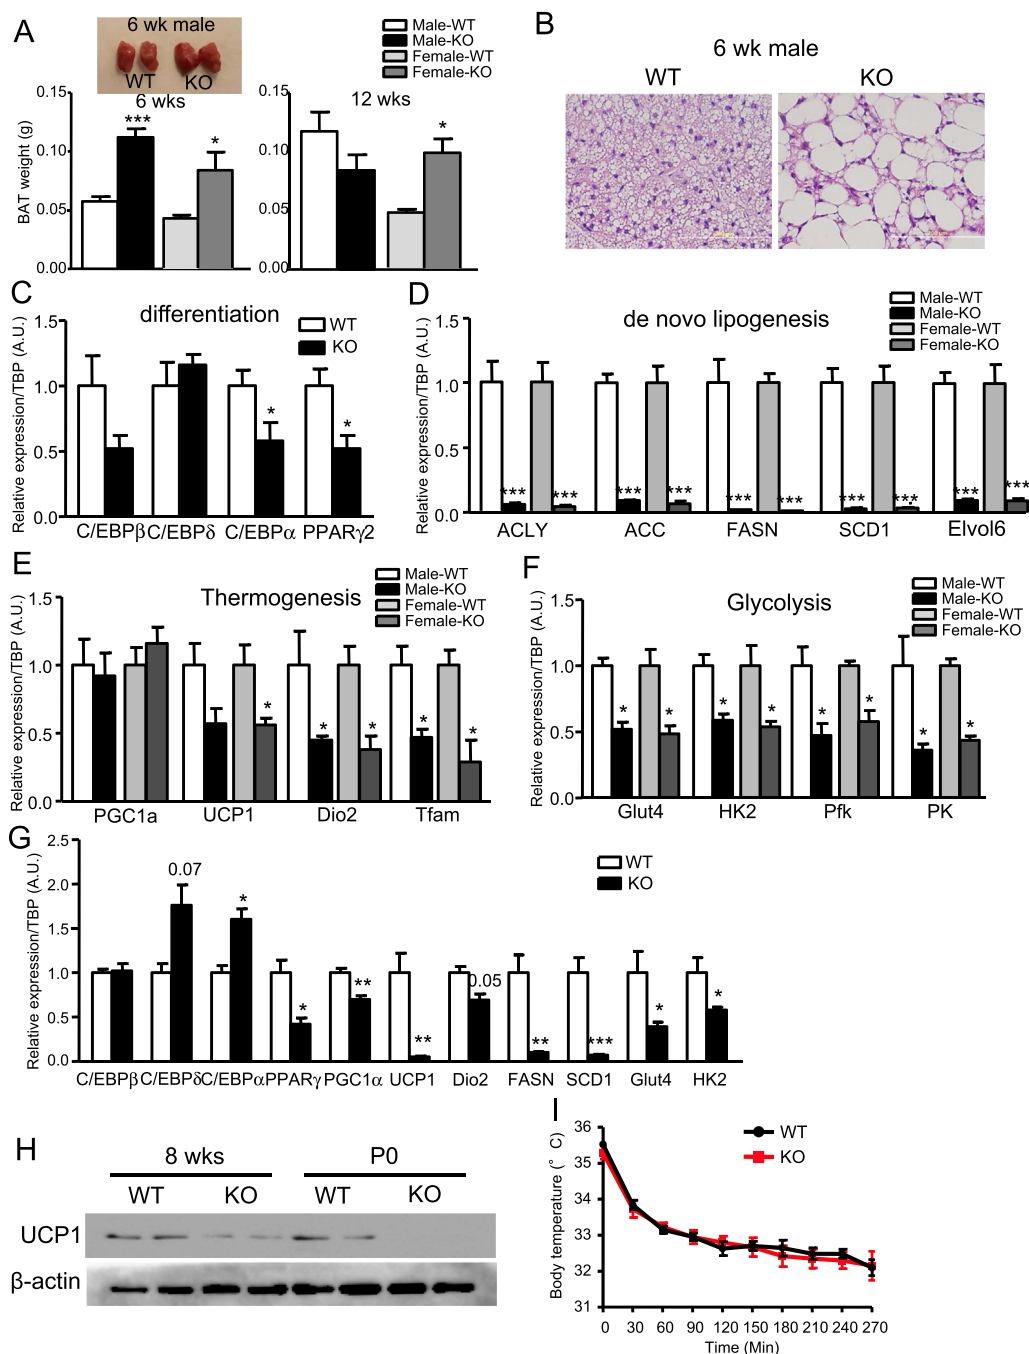 A
6 wk male
WT KO
Male-WT
Male-KO
Female-WT
Female-KO
6 wks
12 wks
BAT weight (g)
0.15
0.10
0.05
0.00
***
*
0.15
0.10
0.05
0.00
*
B
6 wk male
WT KO
C
differentiation
WT
KO
Relative expression/TBP (A.U.)
1.5
1.0
0.5
0.0
* *
C/EBPβ C/EBPδ C/EBPα PPARγ2
D
de novo lipogenesis
Male-WT
Male-KO
Female-WT
Female-KO
Relative expression/TBP (A.U.)
1.5
1.0
0.5
0.0
*** *** *** *** *** *** *** *** *** ***
ACLY ACC FASN SCD1 Elvol6
E
Thermogenesis
Male-WT
Male-KO
Female-WT
Female-KO
Relative expression/TBP (A.U.)
1.5
1.0
0.5
0.0
* * * * *
PGC1a UCP1 Dio2 Tfam
F
Glycolysis
Male-WT
Male-KO
Female-WT
Female-KO
Relative expression/TBP (A.U.)
1.5
1.0
0.5
0.0
* * * * * * * *
Glut4 HK2 Pfk PK
G
WT
KO
Relative expression/TBP (A.U.)
2.5
2.0
1.5
1.0
0.5
0.0
0.07 * * ** ** 0.05 ** *** * *
C/EBPβ C/EBPδ C/EBPα PPARγ PGC1α UCP1 Dio2 FASN SCD1 Glut4 HK2
H
8 wks P0
WT KO WT KO
UCP1
β-actin
I
WT
KO
Body temperature (° C)
36
35
34
33
32
31
0 30 60 90 120 150 180 210 240 270
Time (Min)